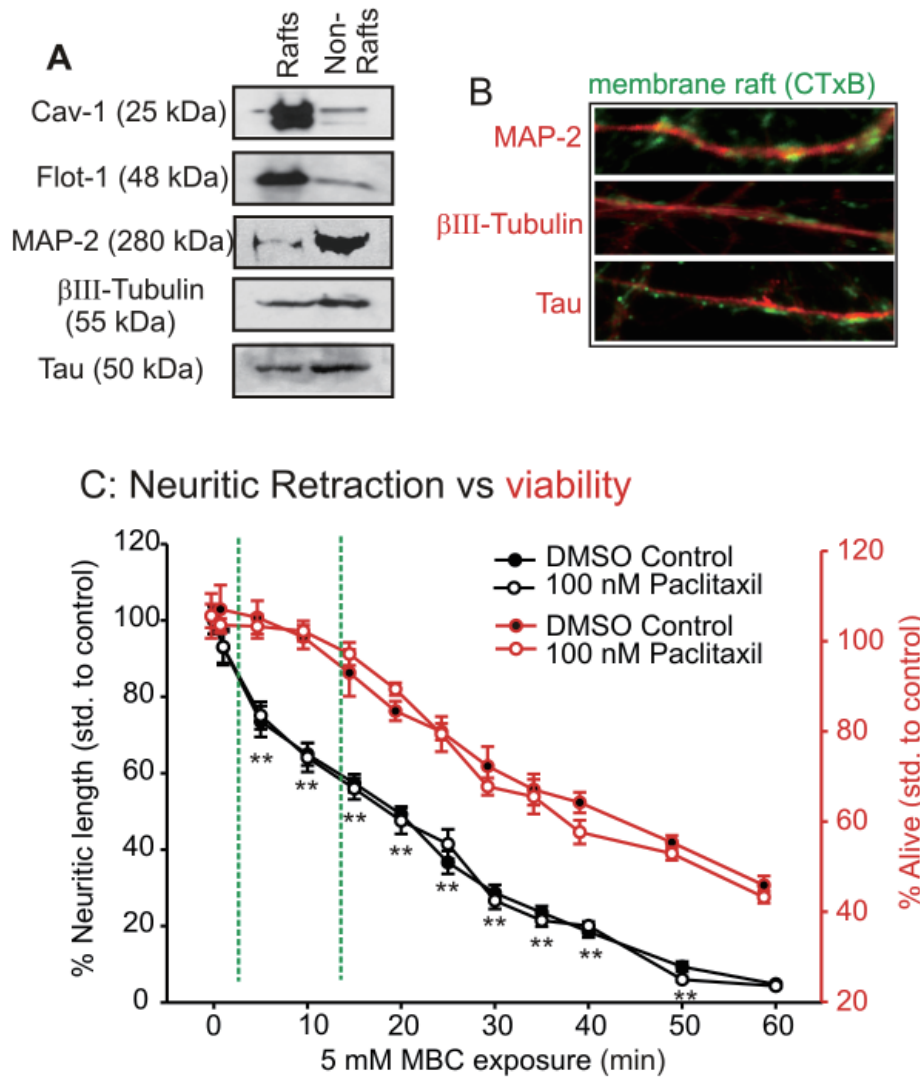 A
Rafts
Non-
Rafts
Cav-1 (25 kDa)
Flot-1 (48 kDa)
MAP-2 (280 kDa)
βIII-Tubulin
(55 kDa)
Tau (50 kDa)
B
membrane raft (CTxB)
MAP-2
βIII-Tubulin
Tau
C: Neuritic Retraction vs viability
% Neuritic length (std. to control)
120
100
80
60
40
20
0
DMSO Control
100 nM Paclitaxil
DMSO Control
100 nM Paclitaxil
**
**
**
**
**
**
**
**
**
120
100
80
60
40
20
% Alive (std. to control)
0 10 20 30 40 50 60
5 mM MBC exposure (min)